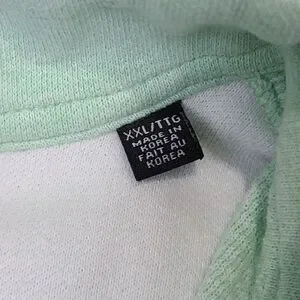 XXL/TTG
MADE IN
KOREA
FAIT AU
KOREA